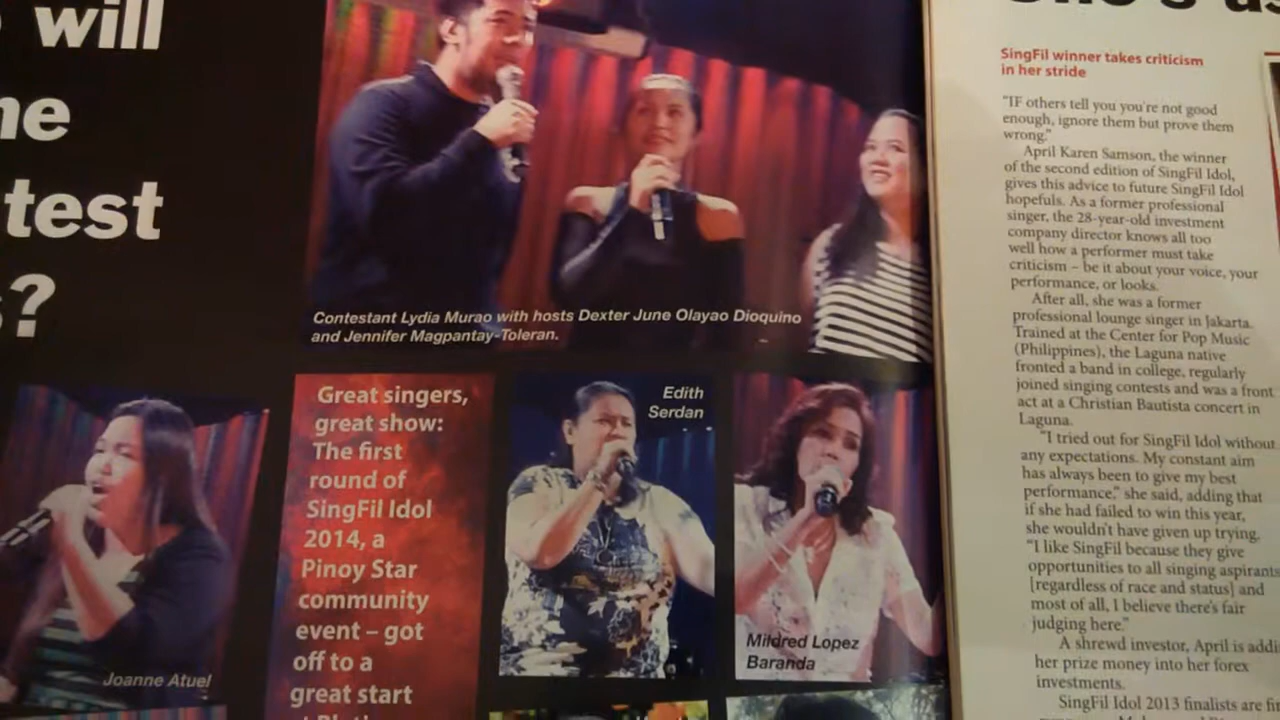 will
test
?
Contestant Lydia Murao with hosts Dexter June Olayao Dioquino
and Jennifer Magpantay-Toleran.
Joanne Atuel
Great singers,
great show:
The first
round of
SingFil Idol
2014, a
Pinoy Star
community
event – got
off to a
great start
Edith
Serdan
Mildred Lopez
Baranda
SingFil winner takes criticism
in her stride
"IF others tell you you're not good
enough, ignore them but prove them
wrong."
April Karen Samson, the winner
of the second edition of SingFil Idol,
gives this advice to future SingFil Idol
hopefuls. As a former professional
singer, the 28-year-old investment
company director knows all too
well how a performer must take
criticism – be it about your voice, your
performance, or looks.
After all, she was a former
professional lounge singer in Jakarta.
Trained at the Center for Pop Music
(Philippines), the Laguna native
fronted a band in college, regularly
joined singing contests and was a front
act at a Christian Bautista concert in
Laguna.
"I tried out for SingFil Idol without
any expectations. My constant aim
has always been to give my best
performance," she said, adding that
if she had failed to win this year,
she wouldn't have given up trying.
"I like SingFil because they give
opportunities to all singing aspirants
[regardless of race and status] and
most of all, I believe there's fair
judging here."
A shrewd investor, April is addi
her prize money into her forex
investments.
SingFil Idol 2013 finalists are fi